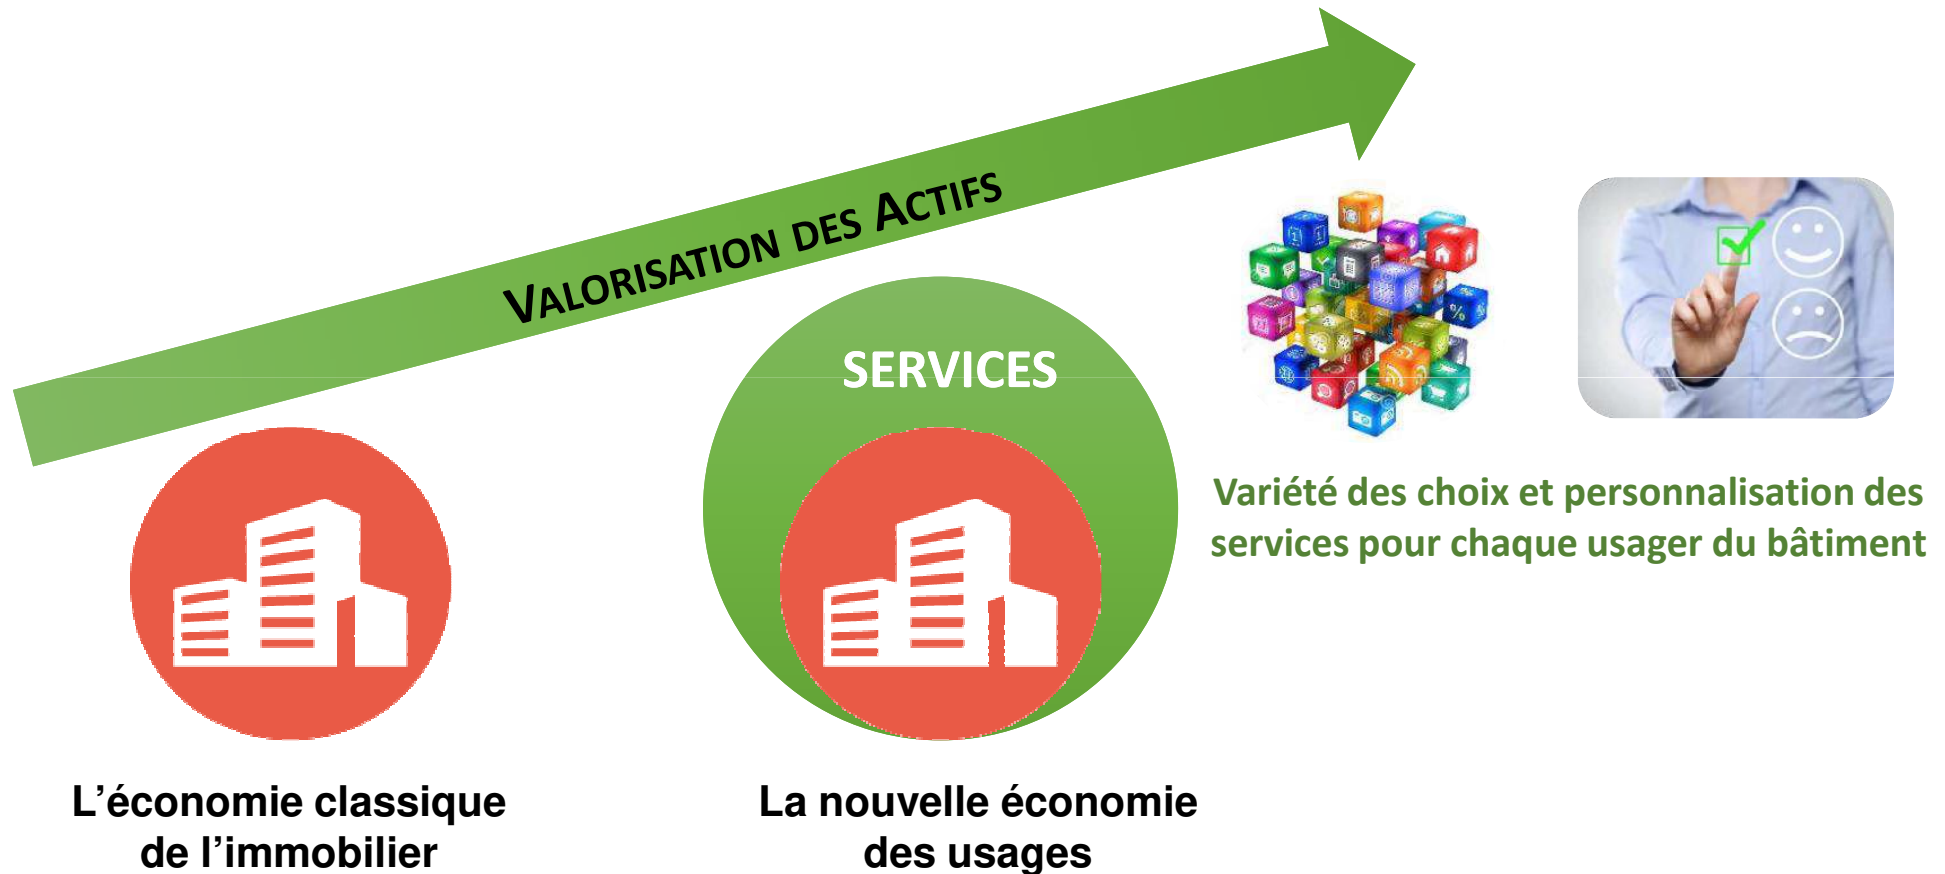 VALORISATION DES ACTIFS
SERVICES
%
Variété des choix et personnalisation des
services pour chaque usager du bâtiment
L’économie classique
de l’immobilier
La nouvelle économie
des usages